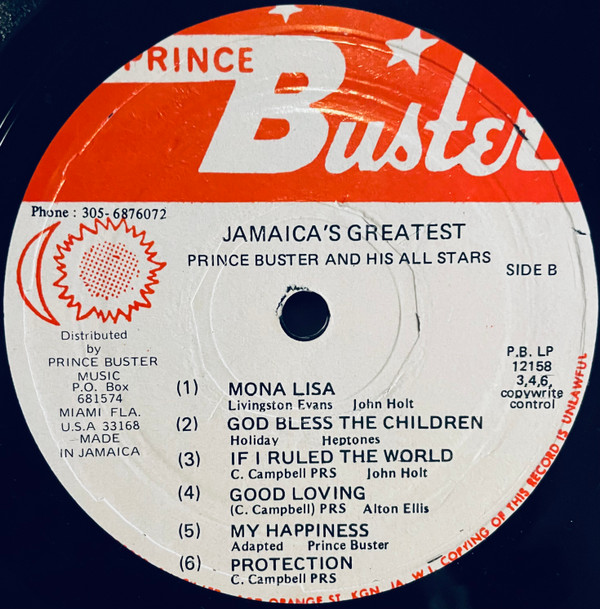 PRINCE
Buster
Phone : 305-6876072
JAMAICA'S GREATEST
PRINCE BUSTER AND HIS ALL STARS
SIDE B
Distributed
by
PRINCE BUSTER
MUSIC
P.O. Box
681574
MIAMI FLA.
U.S.A 33168
MADE
IN JAMAICA
P.B. LP
12158
3,4,6,
copywrite
control
(1) MONA LISA
Livingston Evans John Holt
(2) GOD BLESS THE CHILDREN
Holiday Heptones
(3) IF I RULED THE WORLD
C. Campbell PRS John Holt
(4) GOOD LOVING
(C. Campbell) PRS Alton Ellis
(5) MY HAPPINESS
Adapted Prince Buster
(6) PROTECTION
C. Campbell PRS
ORANGE ST. KGN. JA. W.I. COPYING OF THIS RECORD IS UNLAWFUL